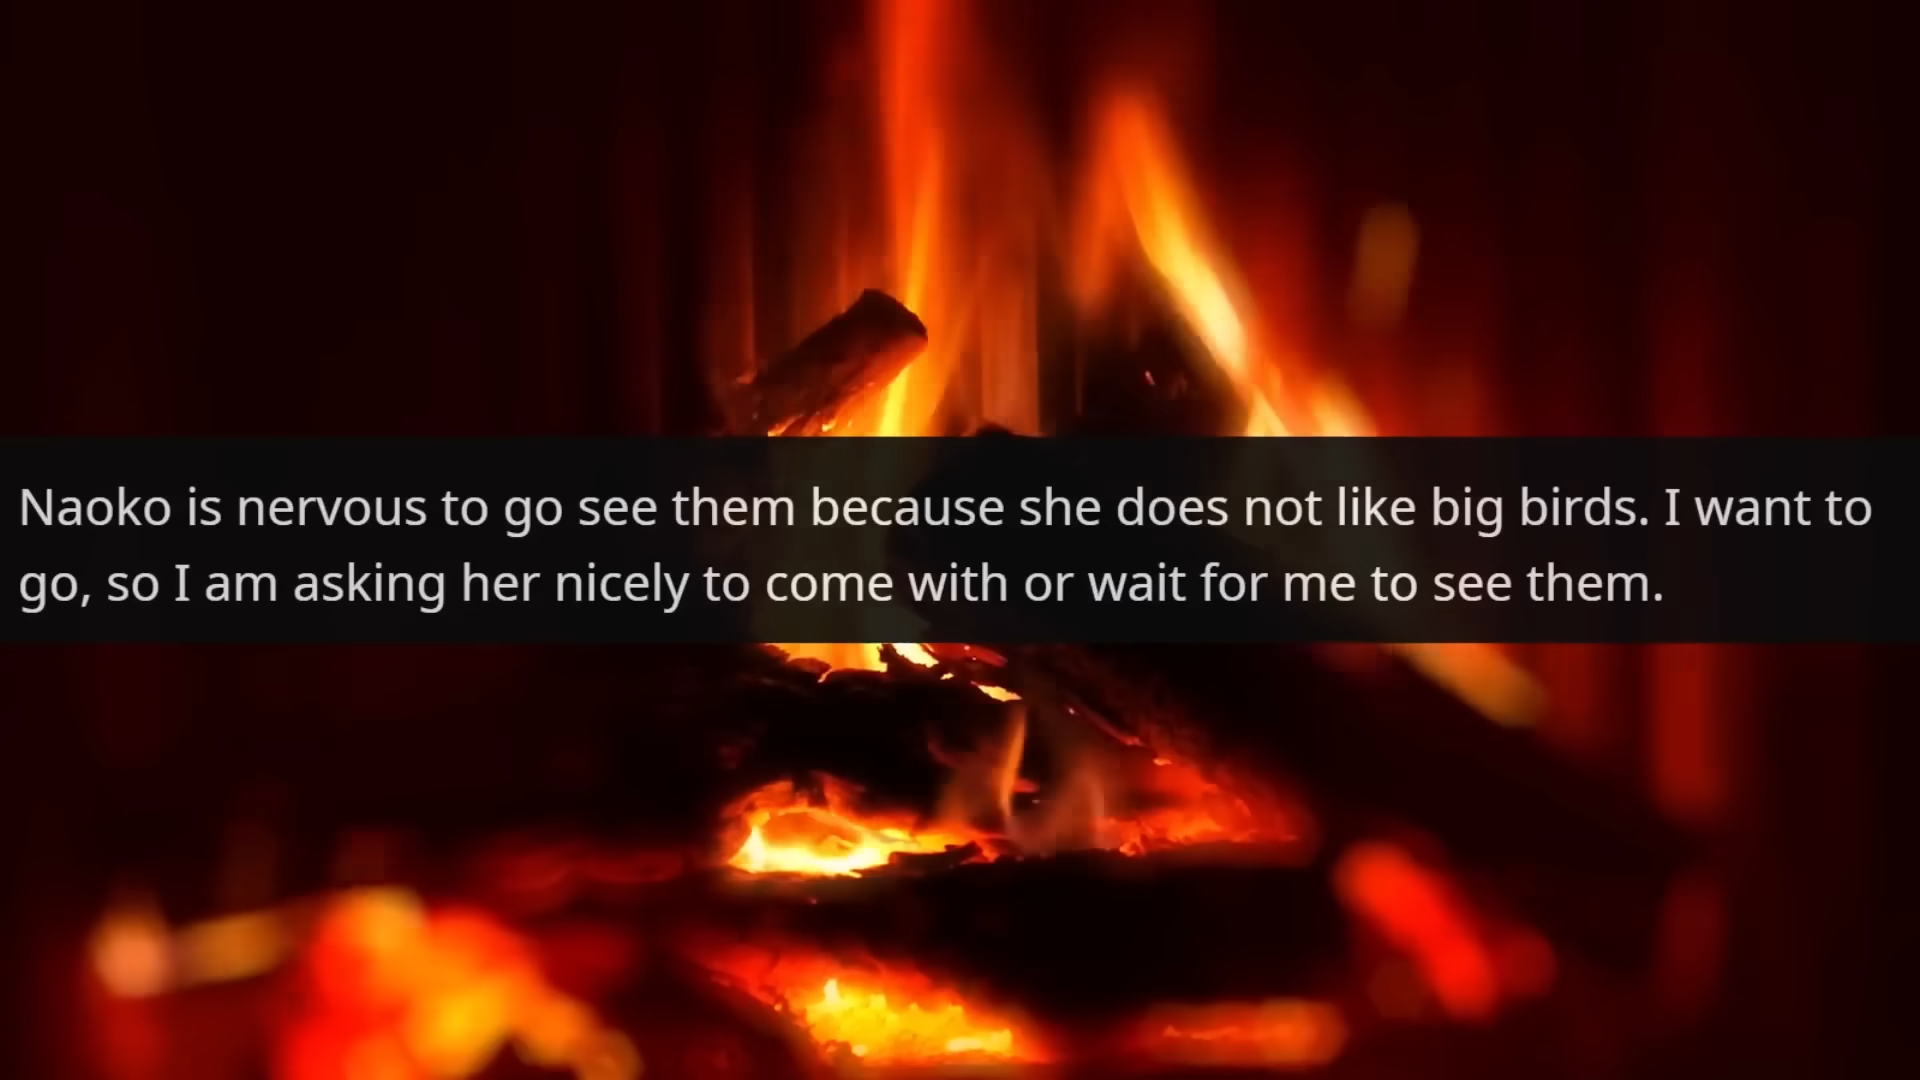 Naoko is nervous to go see them because she does not like big birds. I want to
go, so I am asking her nicely to come with or wait for me to see them.